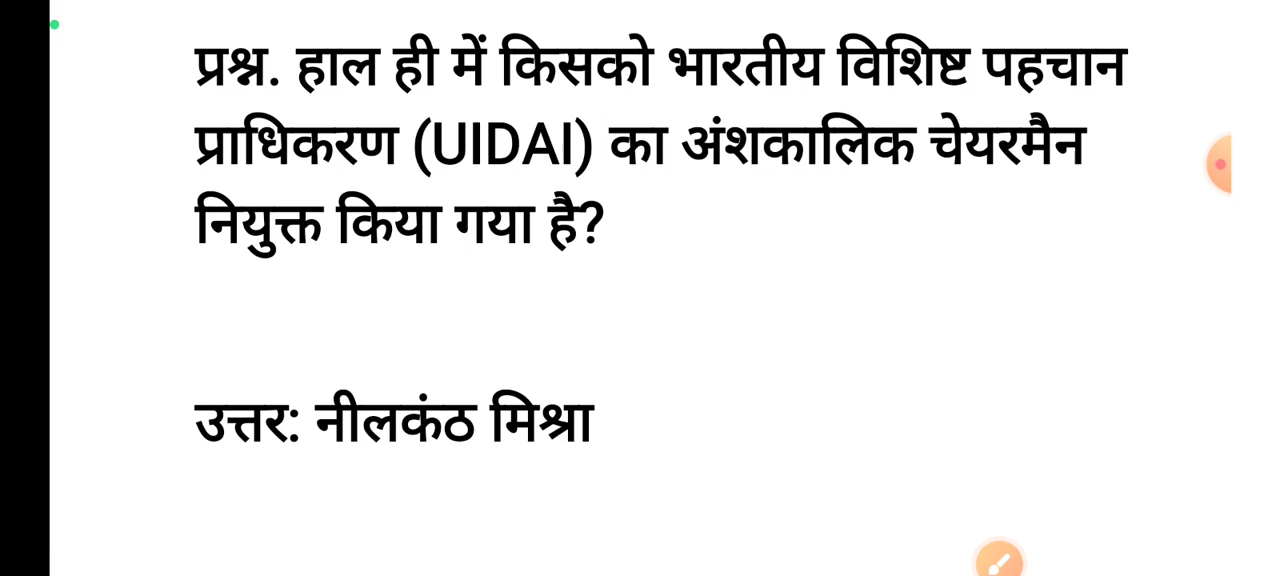 प्रश्न. हाल ही में किसको भारतीय विशिष्ट पहचान
प्राधिकरण (UIDAI) का अंशकालिक चेयरमैन
नियुक्त किया गया है?
उत्तर: नीलकंठ मिश्रा